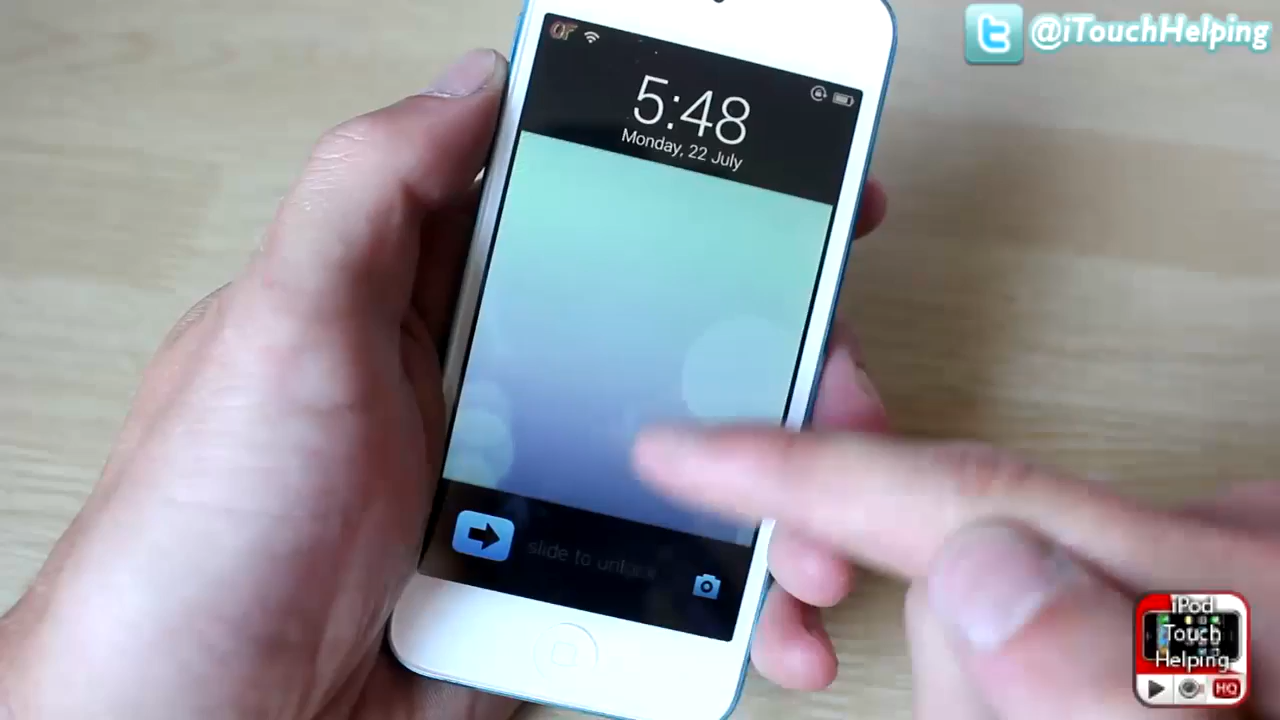 @iTouchHelping
5:48
Monday, 22 July
slide to unlock
iPod
Touch
Helping
HQ